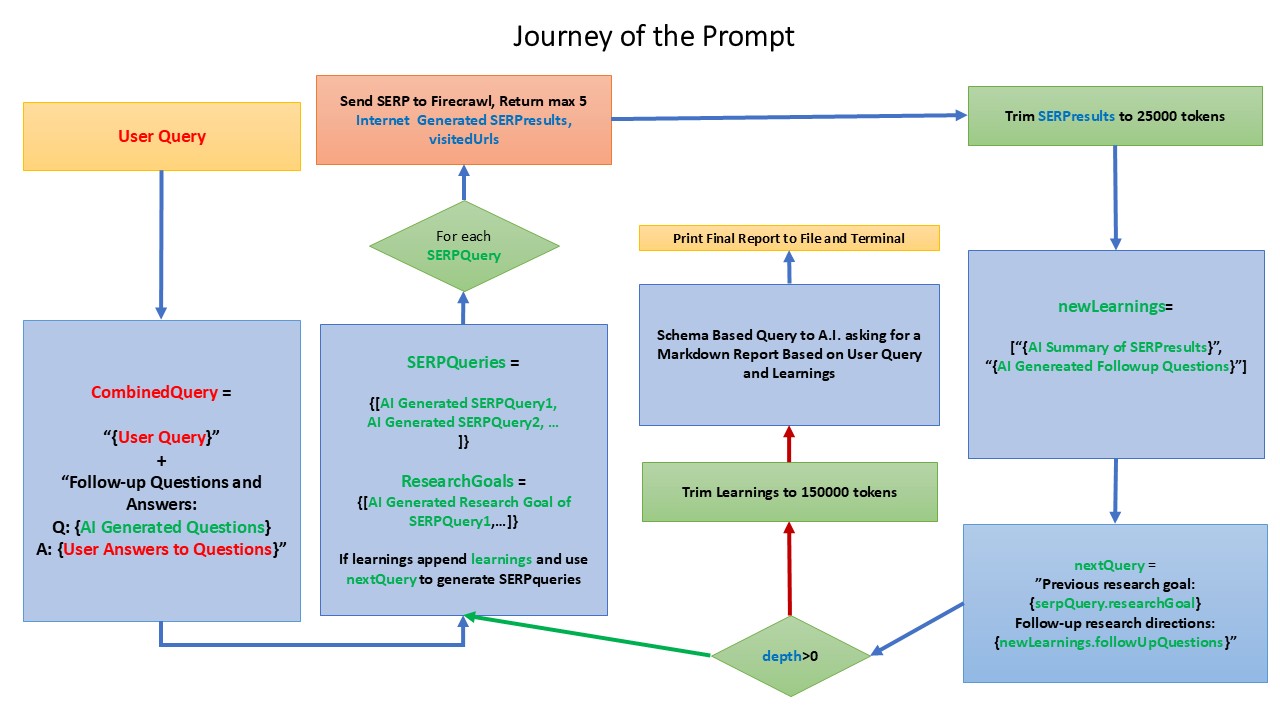 Journey of the Prompt
User Query
CombinedQuery =
“{User Query}”
+
“Follow-up Questions and
Answers:
Q: {AI Generated Questions}
A: {User Answers to Questions}”
Send SERP to Firecrawl, Return max 5
Internet  Generated SERPresults,
visitedUrls
For each
SERPQuery
SERPQueries =
{[AI Generated SERPQuery1,
AI Generated SERPQuery2, …
]}
ResearchGoals =
{[AI Generated Research Goal of
SERPQuery1,…]}
If learnings append learnings and use
nextQuery to generate SERPqueries
Print Final Report to File and Terminal
Schema Based Query to A.I. asking for a
Markdown Report Based on User Query
and Learnings
Trim Learnings to 150000 tokens
depth>0
Trim SERPresults to 25000 tokens
newLearnings=
[“{AI Summary of SERPresults}”,
“{AI Genereated Followup Questions}”]
nextQuery =
”Previous research goal:
{serpQuery.researchGoal}
Follow-up research directions:
{newLearnings.followUpQuestions}”